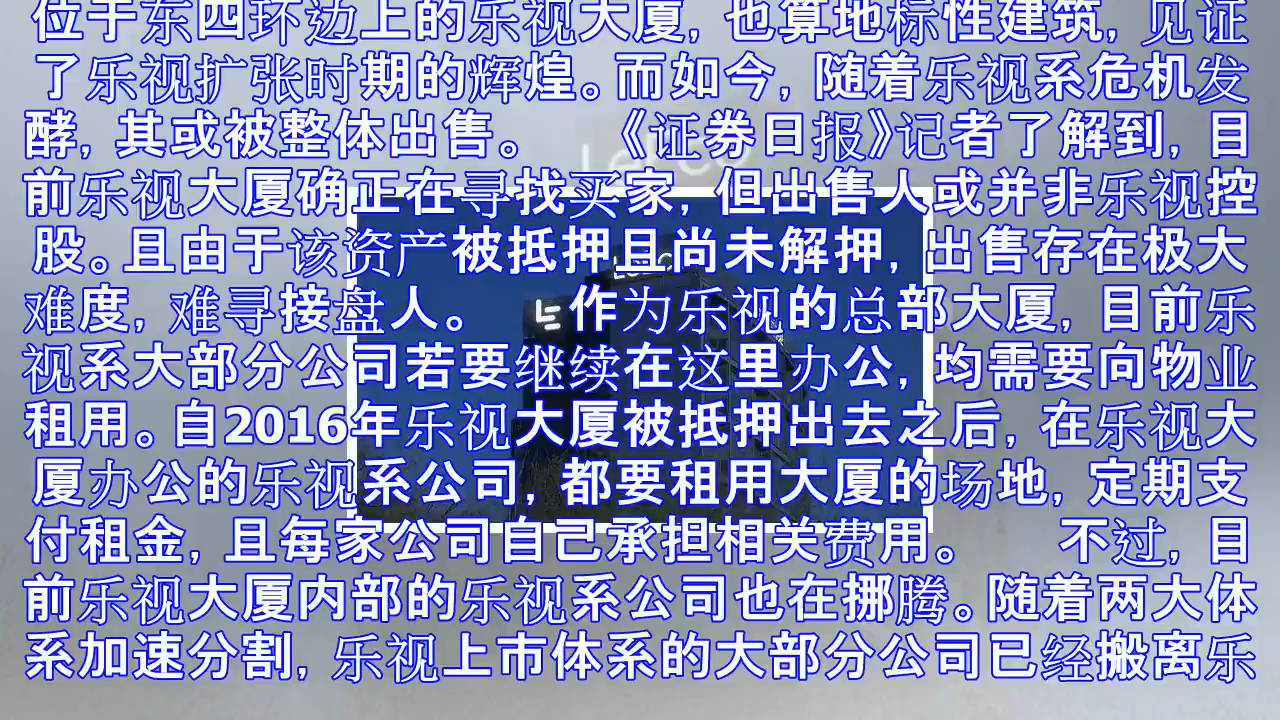 位于东四环边上的乐视大厦, 也算地标性建筑, 见证
了乐视扩张时期的辉煌。而如今, 随着乐视系危机发
酵, 其或被整体出售。 《证券日报》记者了解到, 目
前乐视大厦确正在寻找买家, 但出售人或并非乐视控
股。且由于该资产被抵押且尚未解押, 出售存在极大
难度, 难寻接盘人。 作为乐视的总部大厦, 目前乐
视系大部分公司若要继续在这里办公, 均需要向物业
租用。自2016年乐视大厦被抵押出去之后, 在乐视大
厦办公的乐视系公司, 都要租用大厦的场地, 定期支
付租金, 且每家公司自己承担相关费用。 不过, 目
前乐视大厦内部的乐视系公司也在挪腾。随着两大体
系加速分割, 乐视上市体系的大部分公司已经搬离乐